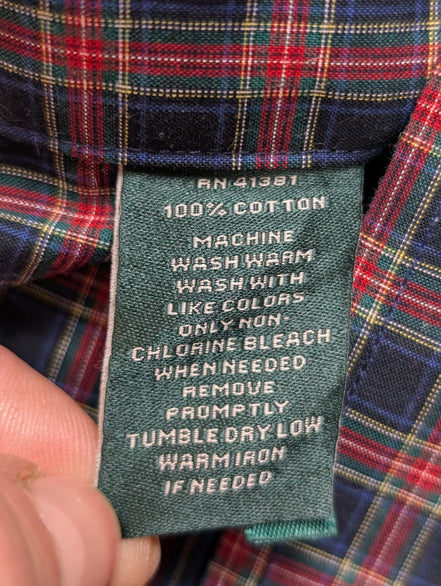 RN 41381
100% COTTON
MACHINE
WASH WARM
WASH WITH
LIKE COLORS
ONLY NON-
CHLORINE BLEACH
WHEN NEEDED
REMOVE
PROMPTLY
TUMBLE DRY LOW
WARM IRON
IF NEEDED